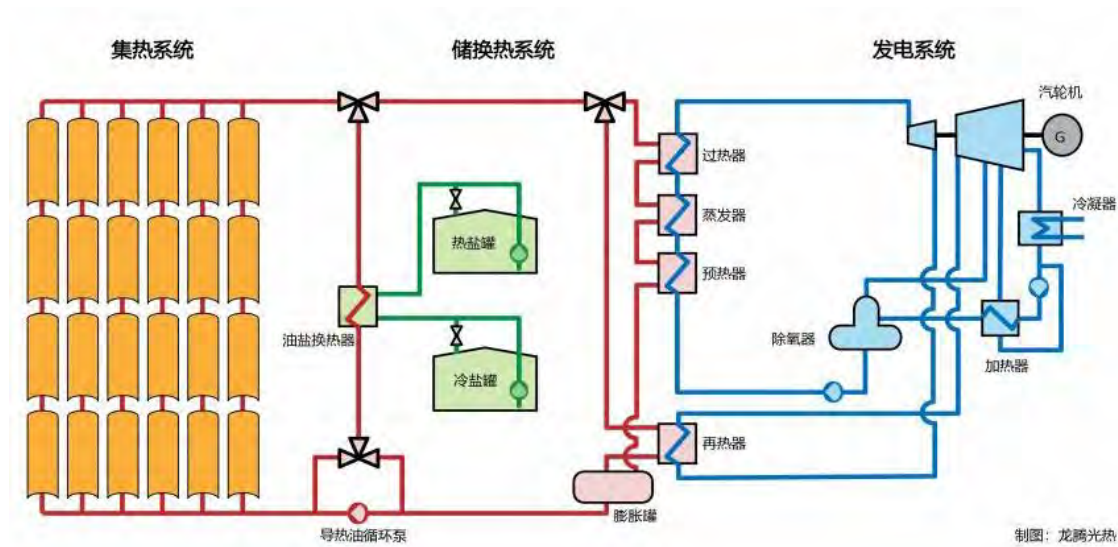 集热系统
储换热系统
发电系统
汽轮机
G
过热器
热盐罐
蒸发器
冷凝器
预热器
油盐换热器
除氧器
加热器
冷盐罐
再热器
膨胀罐
导热油循环泵
制图：龙腾光热